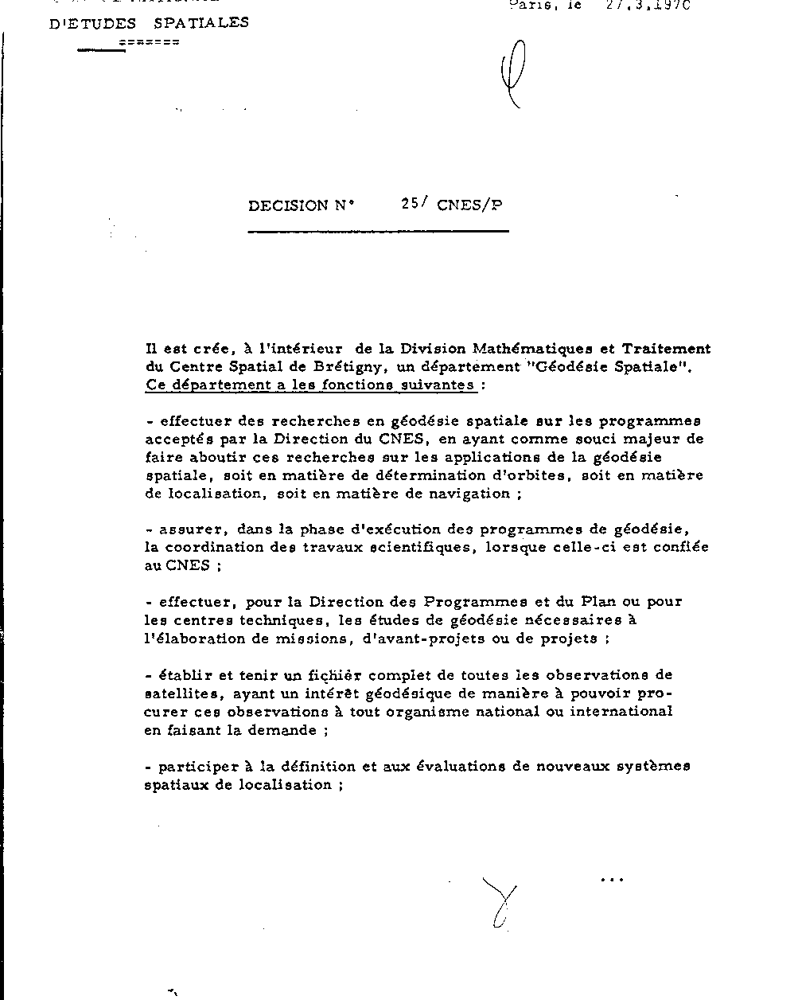 D'ETUDES SPATIALES
=======
Paris, le 27.3.1970
DECISION N° 25/ CNES/P
Il est crée, à l'intérieur de la Division Mathématiques et Traitement
du Centre Spatial de Brétigny, un département "Géodésie Spatiale".
Ce département a les fonctions suivantes :
- effectuer des recherches en géodésie spatiale sur les programmes
acceptés par la Direction du CNES, en ayant comme souci majeur de
faire aboutir ces recherches sur les applications de la géodésie
spatiale, soit en matière de détermination d'orbites, soit en matière
de localisation, soit en matière de navigation ;
- assurer, dans la phase d'exécution des programmes de géodésie,
la coordination des travaux scientifiques, lorsque celle-ci est confiée
au CNES ;
- effectuer, pour la Direction des Programmes et du Plan ou pour
les centres techniques, les études de géodésie nécessaires à
l'élaboration de missions, d'avant-projets ou de projets ;
- établir et tenir un fichiér complet de toutes les observations de
satellites, ayant un intérêt géodésique de manière à pouvoir pro-
curer ces observations à tout organisme national ou international
en faisant la demande ;
- participer à la définition et aux évaluations de nouveaux systèmes
spatiaux de localisation ;
...